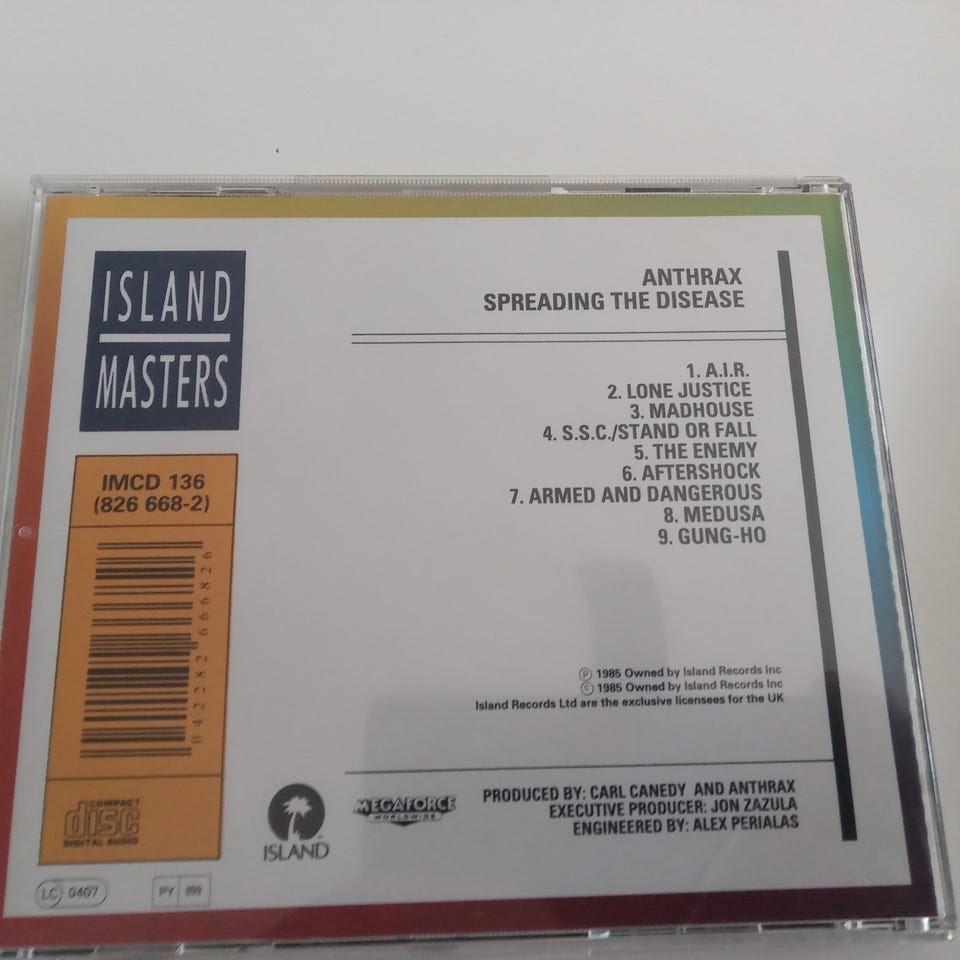 ISLAND
MASTERS
IMCD 136
(826 668-2)
042282666826
COMPACT
disc
DIGITAL AUDIO
LC 0407
PY 899
ANTHRAX
SPREADING THE DISEASE
1. A.I.R.
2. LONE JUSTICE
3. MADHOUSE
4. S.S.C./STAND OR FALL
5. THE ENEMY
6. AFTERSHOCK
7. ARMED AND DANGEROUS
8. MEDUSA
9. GUNG-HO
℗ 1985 Owned by Island Records Inc
© 1985 Owned by Island Records Inc
Island Records Ltd are the exclusive licensees for the UK
ISLAND
MEGAFORCE
WORLDWIDE
PRODUCED BY: CARL CANEDY AND ANTHRAX
EXECUTIVE PRODUCER: JON ZAZULA
ENGINEERED BY: ALEX PERIALAS